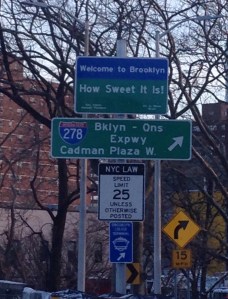 Welcome to Brooklyn
How Sweet It Is!
278
Bklyn - Qns
Expwy
Cadman Plaza W.
NYC LAW
SPEED
LIMIT
25
UNLESS
OTHERWISE
POSTED
15